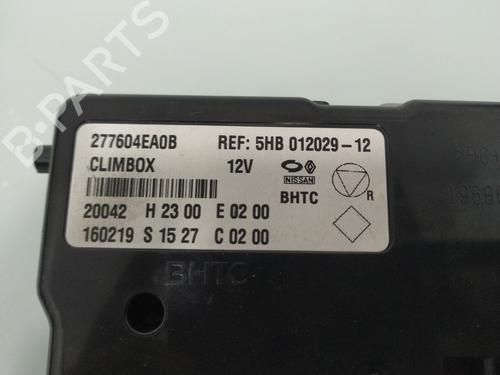 B-PARTS
277604EA0B REF: 5HB 012029-12
CLIMBOX 12V
NISSAN
BHTC R
20042 H 23 00 E 02 00
160219 S 15 27 C 02 00
BHTC